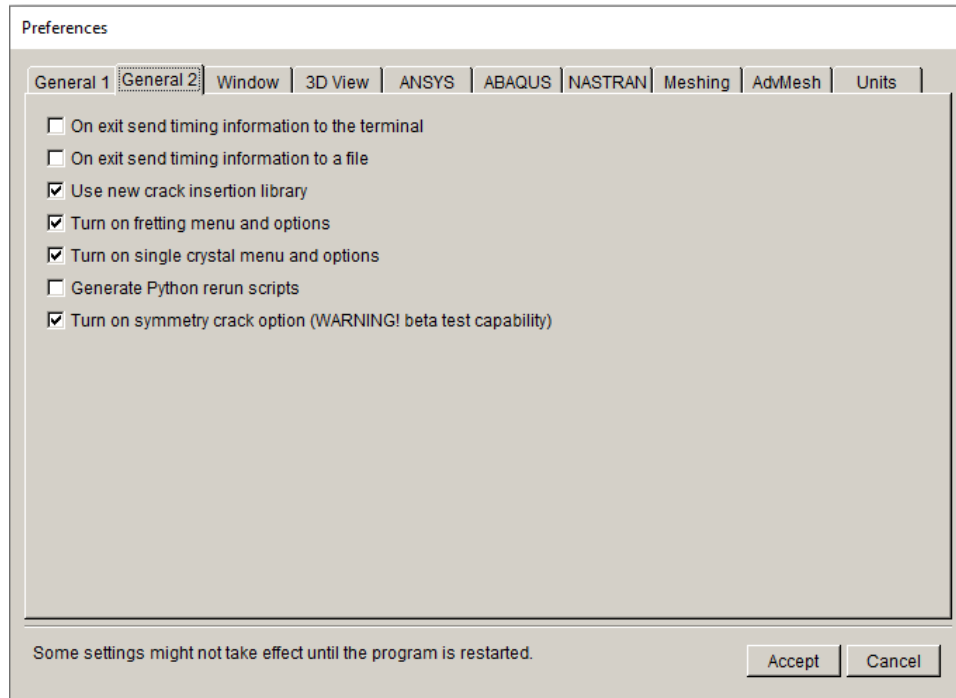 Preferences
General 1 General 2 Window 3D View ANSYS ABAQUS NASTRAN Meshing AdvMesh Units
On exit send timing information to the terminal
On exit send timing information to a file
Use new crack insertion library
Turn on fretting menu and options
Turn on single crystal menu and options
Generate Python rerun scripts
Turn on symmetry crack option (WARNING! beta test capability)
Some settings might not take effect until the program is restarted.
Accept Cancel